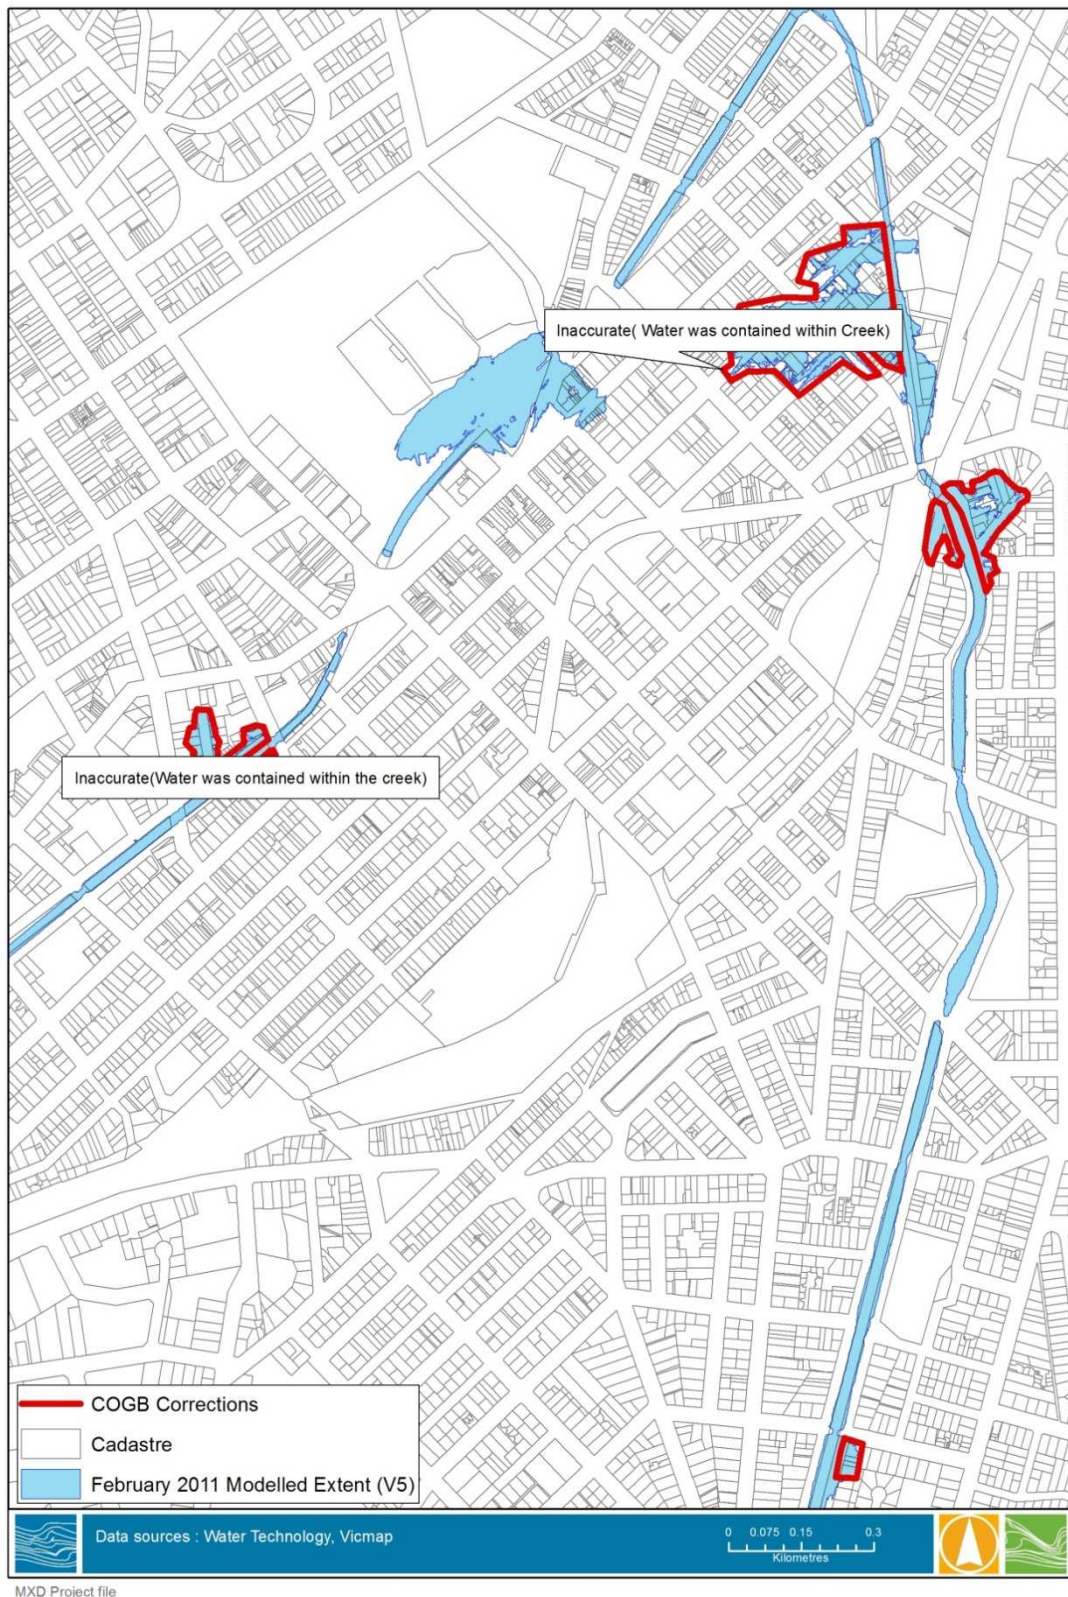 Inaccurate( Water was contained within Creek)
Inaccurate(Water was contained within the creek)
COGB Corrections
Cadastre
February 2011 Modelled Extent (V5)
Data sources : Water Technology, Vicmap
0 0.075 0.15 0.3
Kilometres
MXD Project file